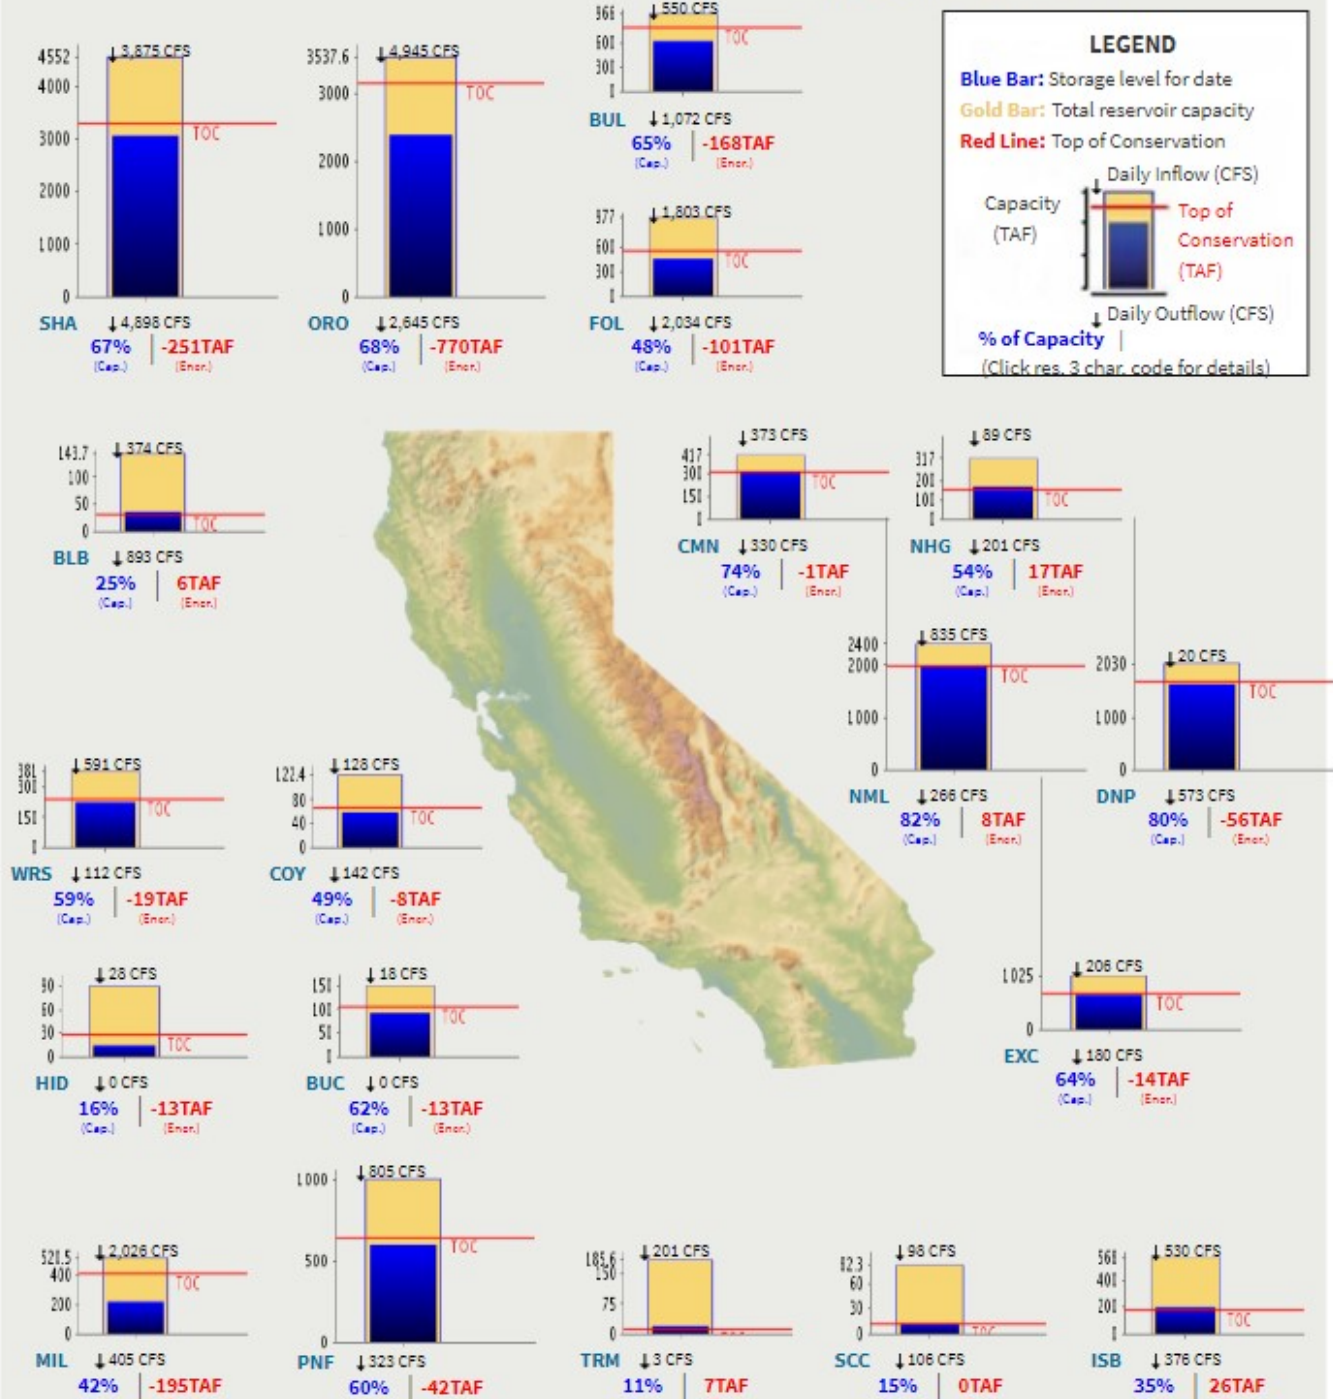 3,875 CFS
4552
4000
3000
2000
1000
0
TOC
SHA
4,898 CFS
67% -251TAF
(Cap.) (Encr.)
4,945 CFS
3537.6
3000
2000
1000
0
TOC
ORO
2,645 CFS
68% -770TAF
(Cap.) (Encr.)
550 CFS
TOC
BUL
1,072 CFS
65% -168TAF
(Cap.) (Encr.)
1,803 CFS
TOC
FOL
2,034 CFS
48% -101TAF
(Cap.) (Encr.)
LEGEND
Blue Bar: Storage level for date
Gold Bar: Total reservoir capacity
Red Line: Top of Conservation
Daily Inflow (CFS)
Capacity
(TAF)
Top of
Conservation
(TAF)
Daily Outflow (CFS)
% of Capacity |
(Click res. 3 char. code for details)
374 CFS
143.7
100
50
0
TOC
BLB
893 CFS
25% 6TAF
(Cap.) (Encr.)
373 CFS
417
TOC
CMN
330 CFS
74% -1TAF
(Cap.) (Encr.)
89 CFS
317
TOC
NHG
201 CFS
54% 17TAF
(Cap.) (Encr.)
835 CFS
2400
2000
1000
0
TOC
NML
266 CFS
82% 8TAF
(Cap.) (Encr.)
20 CFS
2030
1000
0
TOC
DNP
573 CFS
80% -56TAF
(Cap.) (Encr.)
591 CFS
TOC
WRS
112 CFS
59% -19TAF
(Cap.) (Encr.)
128 CFS
122.4
80
40
0
TOC
COY
142 CFS
49% -8TAF
(Cap.) (Encr.)
28 CFS
90
60
30
0
TOC
HID
0 CFS
16% -13TAF
(Cap.) (Encr.)
18 CFS
TOC
BUC
0 CFS
62% -13TAF
(Cap.) (Encr.)
206 CFS
1025
0
TOC
EXC
180 CFS
64% -14TAF
(Cap.) (Encr.)
2,026 CFS
521.5
400
200
0
TOC
MIL
405 CFS
42% -195TAF
805 CFS
1000
500
0
TOC
PNF
323 CFS
60% -42TAF
201 CFS
185.6
150
75
0
TRM
3 CFS
11% 7TAF
98 CFS
82.3
60
30
0
SCC
106 CFS
15% 0TAF
530 CFS
TOC
ISB
376 CFS
35% 26TAF